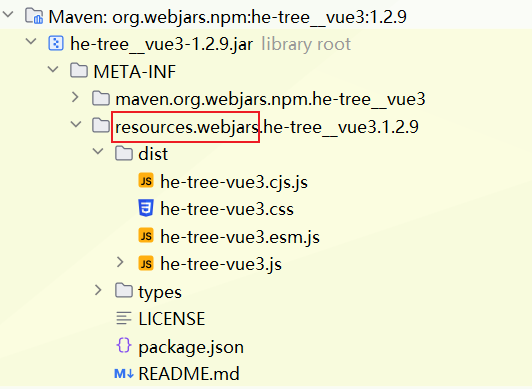 Maven: org.webjars.npm:he-tree__vue3:1.2.9
he-tree__vue3-1.2.9.jar library root
META-INF
maven.org.webjars.npm.he-tree__vue3
resources.webjars.he-tree__vue3.1.2.9
dist
JS he-tree-vue3.cjs.js
he-tree-vue3.css
JS he-tree-vue3.esm.js
JS he-tree-vue3.js
types
LICENSE
{} package.json
M↓ README.md